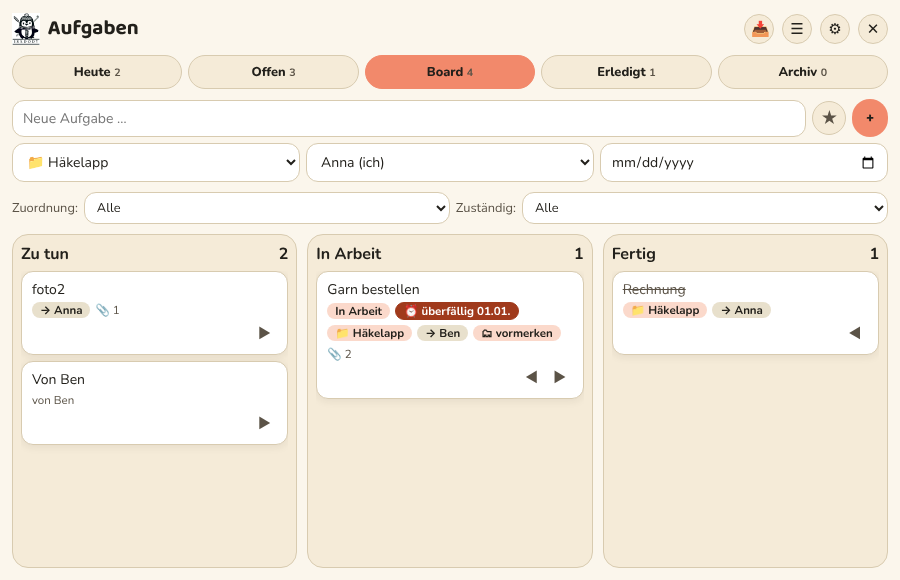 Aufgaben
Heute 2
Offen 3
Board 4
Erledigt 1
Archiv 0
Neue Aufgabe ...
Häkelapp
Anna (ich)
mm/dd/yyyy
Zuordnung: Alle
Zuständig: Alle
Zu tun 2
foto2
→ Anna 📎 1
Von Ben
von Ben
In Arbeit 1
Garn bestellen
In Arbeit ⏰ überfällig 01.01.
📁 Häkelapp → Ben 🗂 vormerken
📎 2
Fertig 1
Rechnung
📁 Häkelapp → Anna